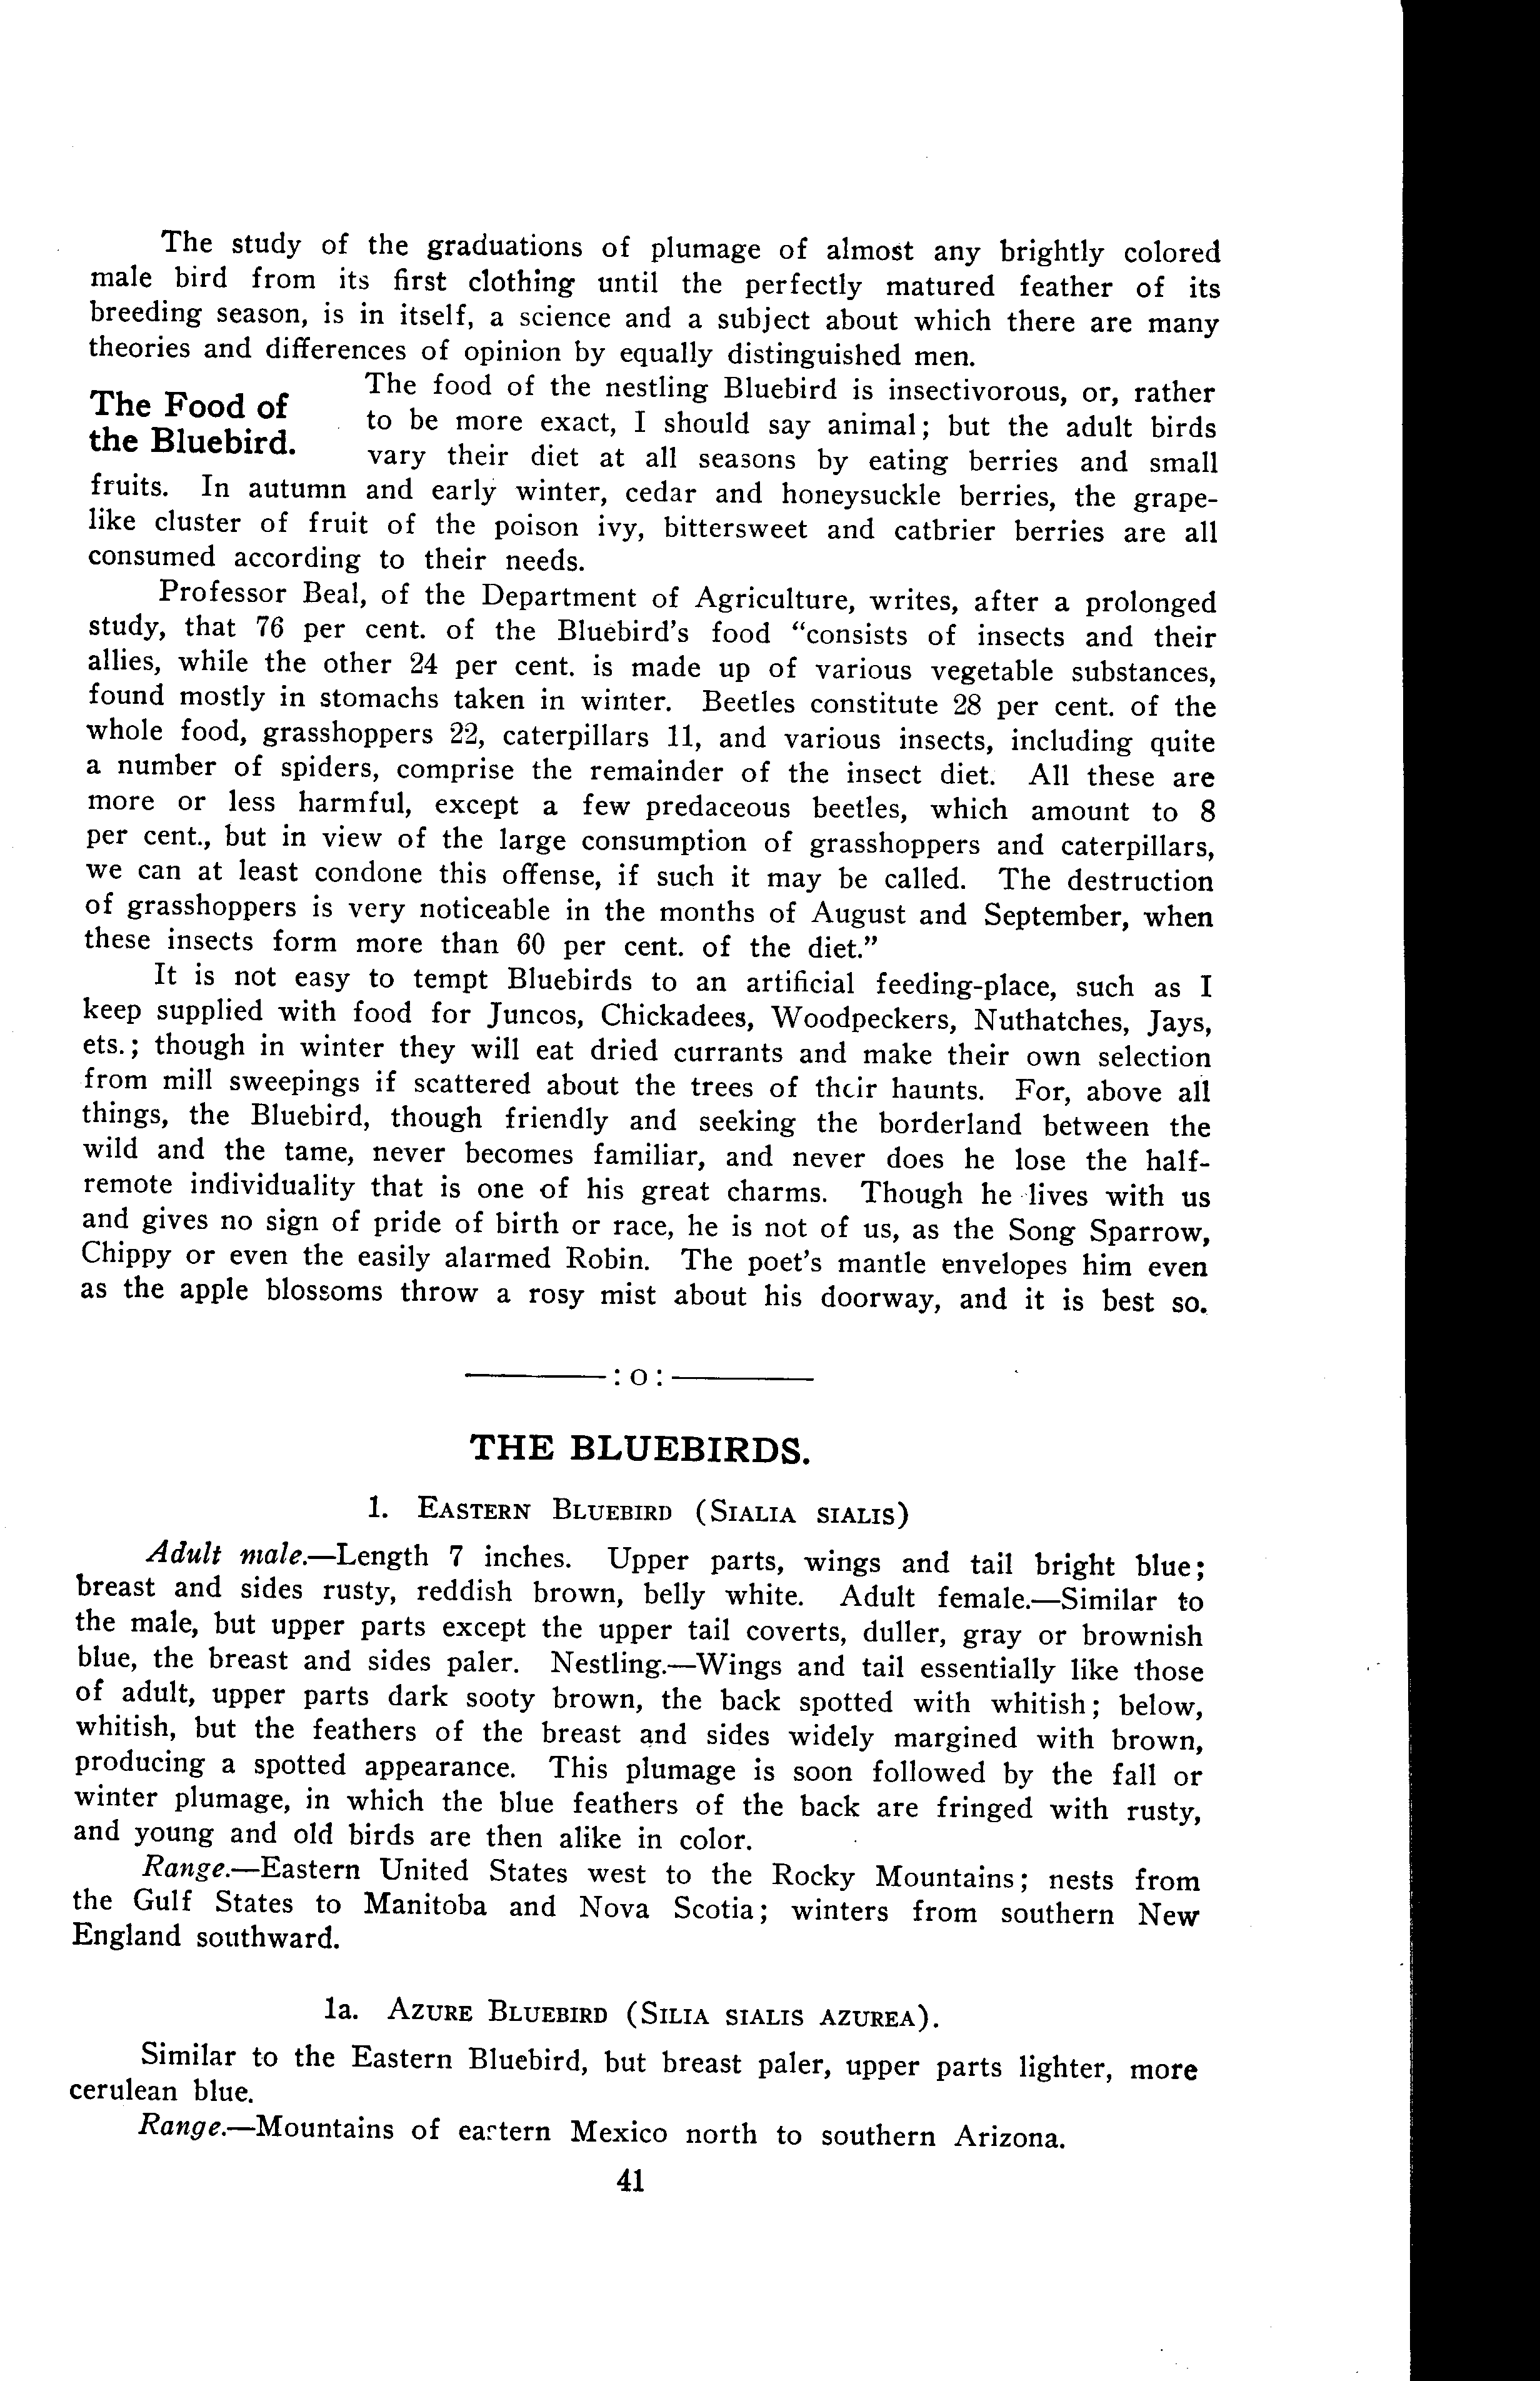 The study of the graduations of plumage of almost any brightly colored
male bird from its first clothing until the perfectly matured feather of its
breeding season, is in itself, a science and a subject about which there are many
theories and differences of opinion by equally distinguished men.
The Food of
the Bluebird.
The food of the nestling Bluebird is insectivorous, or, rather
to be more exact, I should say animal; but the adult birds
vary their diet at all seasons by eating berries and small
fruits. In autumn and early winter, cedar and honeysuckle berries, the grape-
like cluster of fruit of the poison ivy, bittersweet and catbrier berries are all
consumed according to their needs.
Professor Beal, of the Department of Agriculture, writes, after a prolonged
study, that 76 per cent. of the Bluebird's food "consists of insects and their
allies, while the other 24 per cent. is made up of various vegetable substances,
found mostly in stomachs taken in winter. Beetles constitute 28 per cent. of the
whole food, grasshoppers 22, caterpillars 11, and various insects, including quite
a number of spiders, comprise the remainder of the insect diet. All these are
more or less harmful, except a few predaceous beetles, which amount to 8
per cent., but in view of the large consumption of grasshoppers and caterpillars,
we can at least condone this offense, if such it may be called. The destruction
of grasshoppers is very noticeable in the months of August and September, when
these insects form more than 60 per cent. of the diet."
It is not easy to tempt Bluebirds to an artificial feeding-place, such as I
keep supplied with food for Juncos, Chickadees, Woodpeckers, Nuthatches, Jays,
ets.; though in winter they will eat dried currants and make their own selection
from mill sweepings if scattered about the trees of their haunts. For, above all
things, the Bluebird, though friendly and seeking the borderland between the
wild and the tame, never becomes familiar, and never does he lose the half-
remote individuality that is one of his great charms. Though he lives with us
and gives no sign of pride of birth or race, he is not of us, as the Song Sparrow,
Chippy or even the easily alarmed Robin. The poet's mantle envelopes him even
as the apple blossoms throw a rosy mist about his doorway, and it is best so.
———:o:———
THE BLUEBIRDS.
1. EASTERN BLUEBIRD (SIALIA SIALIS)
Adult male.—Length 7 inches. Upper parts, wings and tail bright blue;
breast and sides rusty, reddish brown, belly white. Adult female.—Similar to
the male, but upper parts except the upper tail coverts, duller, gray or brownish
blue, the breast and sides paler. Nestling.—Wings and tail essentially like those
of adult, upper parts dark sooty brown, the back spotted with whitish; below,
whitish, but the feathers of the breast and sides widely margined with brown,
producing a spotted appearance. This plumage is soon followed by the fall or
winter plumage, in which the blue feathers of the back are fringed with rusty,
and young and old birds are then alike in color.
Range.—Eastern United States west to the Rocky Mountains; nests from
the Gulf States to Manitoba and Nova Scotia; winters from southern New
England southward.
1a. AZURE BLUEBIRD (SILIA SIALIS AZUREA).
Similar to the Eastern Bluebird, but breast paler, upper parts lighter, more
cerulean blue.
Range.—Mountains of eastern Mexico north to southern Arizona.
41